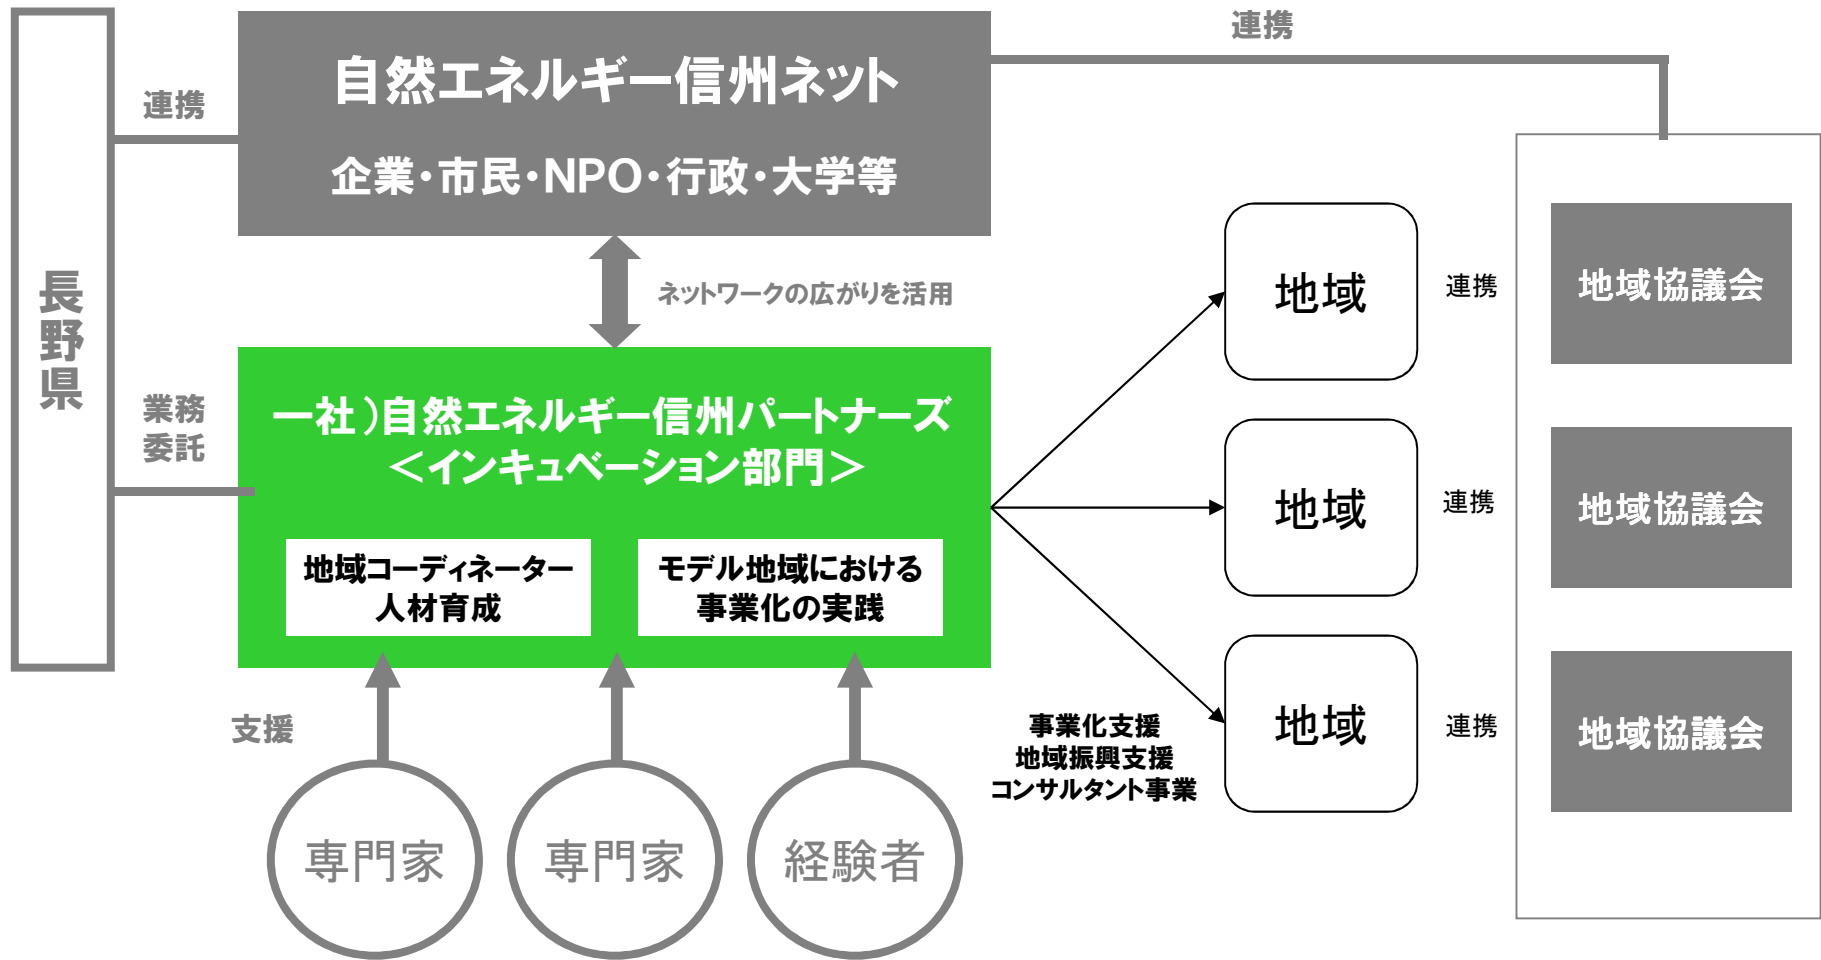 連携
自然エネルギー信州ネット
企業・市民・NPO・行政・大学等
連携
長野県
ネットワークの広がりを活用
業務
委託
一社）自然エネルギー信州パートナーズ
＜インキュベーション部門＞
地域コーディネーター
人材育成
モデル地域における
事業化の実践
支援
専門家
専門家
経験者
事業化支援
地域振興支援
コンサルタント事業
地域
連携
地域協議会
地域
連携
地域協議会
地域
連携
地域協議会